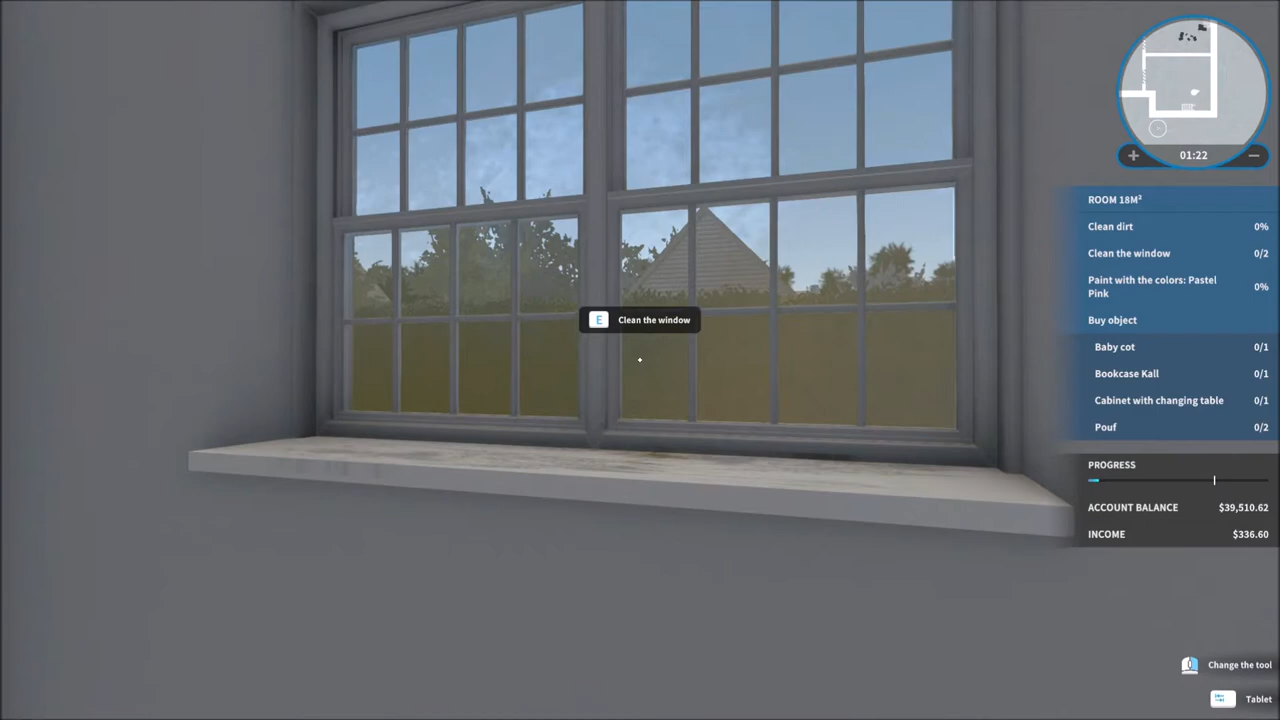 01:22
ROOM 18M²
Clean dirt 0%
Clean the window 0/2
Paint with the colors: Pastel
Pink 0%
Buy object
E Clean the window
Baby cot 0/1
Bookcase Kall 0/1
Cabinet with changing table 0/1
Pouf 0/2
PROGRESS
ACCOUNT BALANCE $39,510.62
INCOME $336.60
Change the tool
Tablet